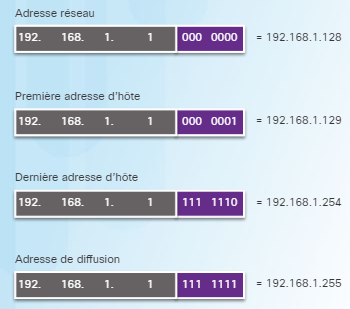 Adresse réseau
192. 168. 1. 1 000 0000 = 192.168.1.128
Première adresse d'hôte
192. 168. 1. 1 000 0001 = 192.168.1.129
Dernière adresse d'hôte
192. 168. 1. 1 111 1110 = 192.168.1.254
Adresse de diffusion
192. 168. 1. 1 111 1111 = 192.168.1.255